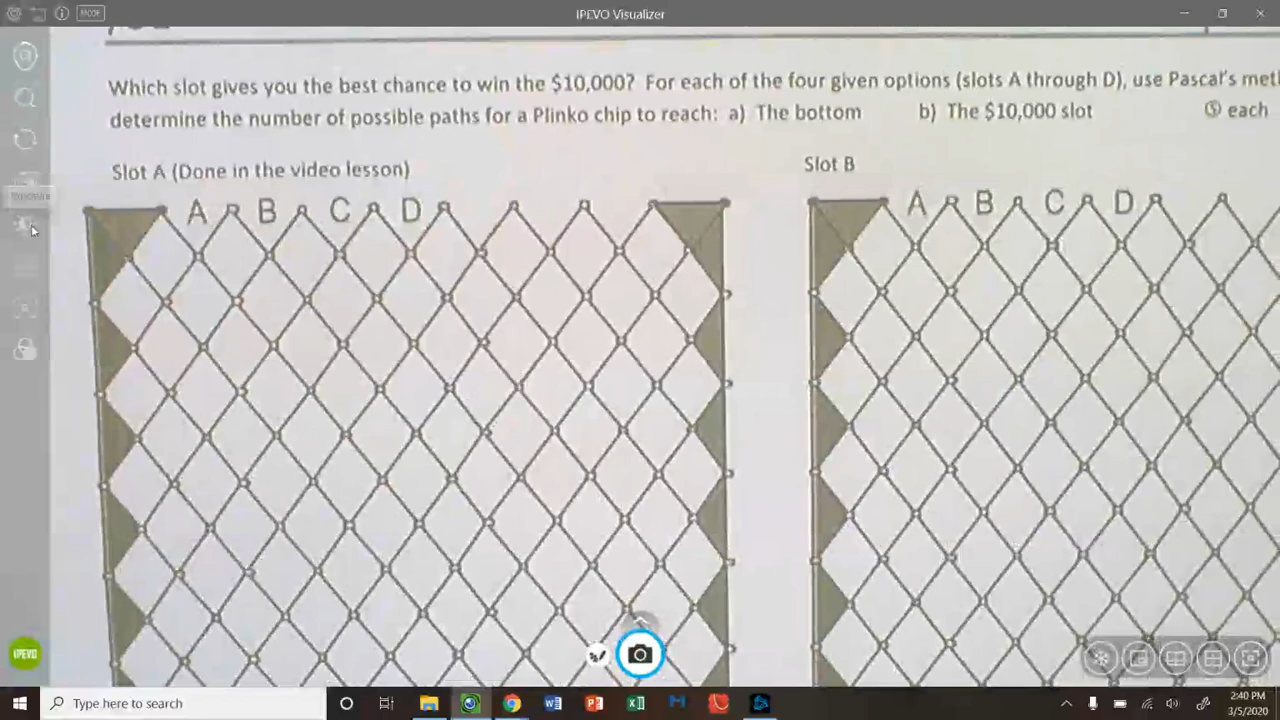 IPEVO Visualizer
MODE
Which slot gives you the best chance to win the $10,000? For each of the four given options (slots A through D), use Pascal's
determine the number of possible paths for a Plinko chip to reach: a) The bottom b) The $10,000 slot ⑤ each
Slot A (Done in the video lesson)
Slot B
A B C D
A B C D
IPEVO
Type here to search
2:40 PM
3/5/2020